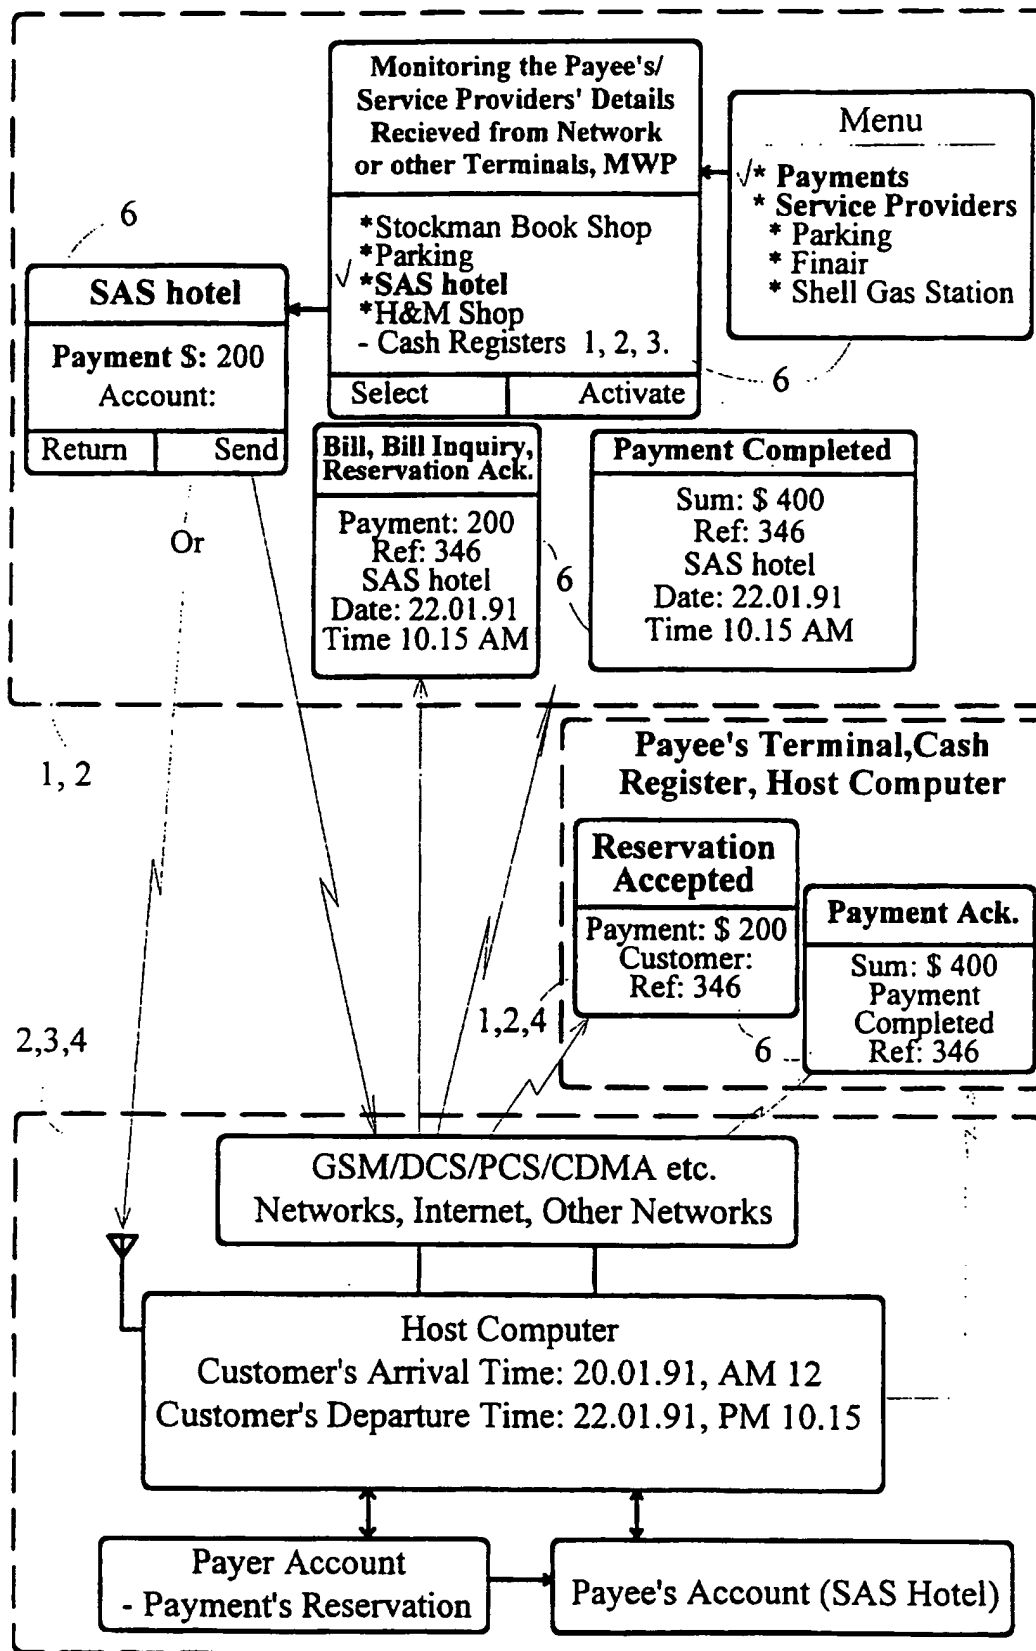 Monitoring the Payee's/
Service Providers' Details
Recieved from Network
or other Terminals, MWP
*Stockman Book Shop
*Parking
√ *SAS hotel
*H&M Shop
- Cash Registers 1, 2, 3.
Select Activate
Menu
√* Payments
* Service Providers
* Parking
* Finair
* Shell Gas Station
6
6
SAS hotel
Payment $: 200
Account:
Return Send
Or
Bill, Bill Inquiry,
Reservation Ack.
Payment: 200
Ref: 346
SAS hotel
Date: 22.01.91
Time 10.15 AM
6
Payment Completed
Sum: $ 400
Ref: 346
SAS hotel
Date: 22.01.91
Time 10.15 AM
1, 2
Payee's Terminal,Cash
Register, Host Computer
Reservation
Accepted
Payment: $ 200
Customer:
Ref: 346
Payment Ack.
Sum: $ 400
Payment
Completed
Ref: 346
1,2,4
6
2,3,4
GSM/DCS/PCS/CDMA etc.
Networks, Internet, Other Networks
Host Computer
Customer's Arrival Time: 20.01.91, AM 12
Customer's Departure Time: 22.01.91, PM 10.15
Payer Account
- Payment's Reservation
Payee's Account (SAS Hotel)